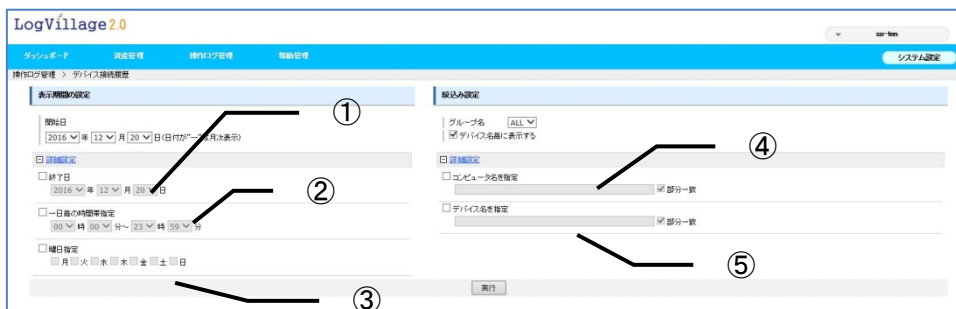 LogVillage 2.0
so-ten
ダッシュボード 資産管理 操作ログ管理 稼動管理 システム設定
操作ログ管理 > デバイス接続履歴
表示期間の設定
開始日
2016 年 12 月 20 日(日付が"--"は月次表示)
詳細設定
終了日
2016 年 12 月 20 日
一日毎の時間帯指定
00 時 00 分～ 23 時 59 分
曜日指定
月 火 水 木 金 土 日
①
②
③
絞込み設定
グループ名 ALL
デバイス名毎に表示する
詳細設定
コンピュータ名を指定
部分一致
デバイス名を指定
部分一致
④
⑤
実行